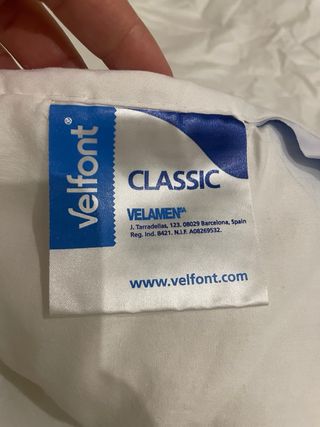 velfont®
CLASSIC
VELAMEN SA
J. Tarradellas, 123. 08029 Barcelona, Spain
Reg. Ind. 8421. N.I.F. A08269532.
www.velfont.com